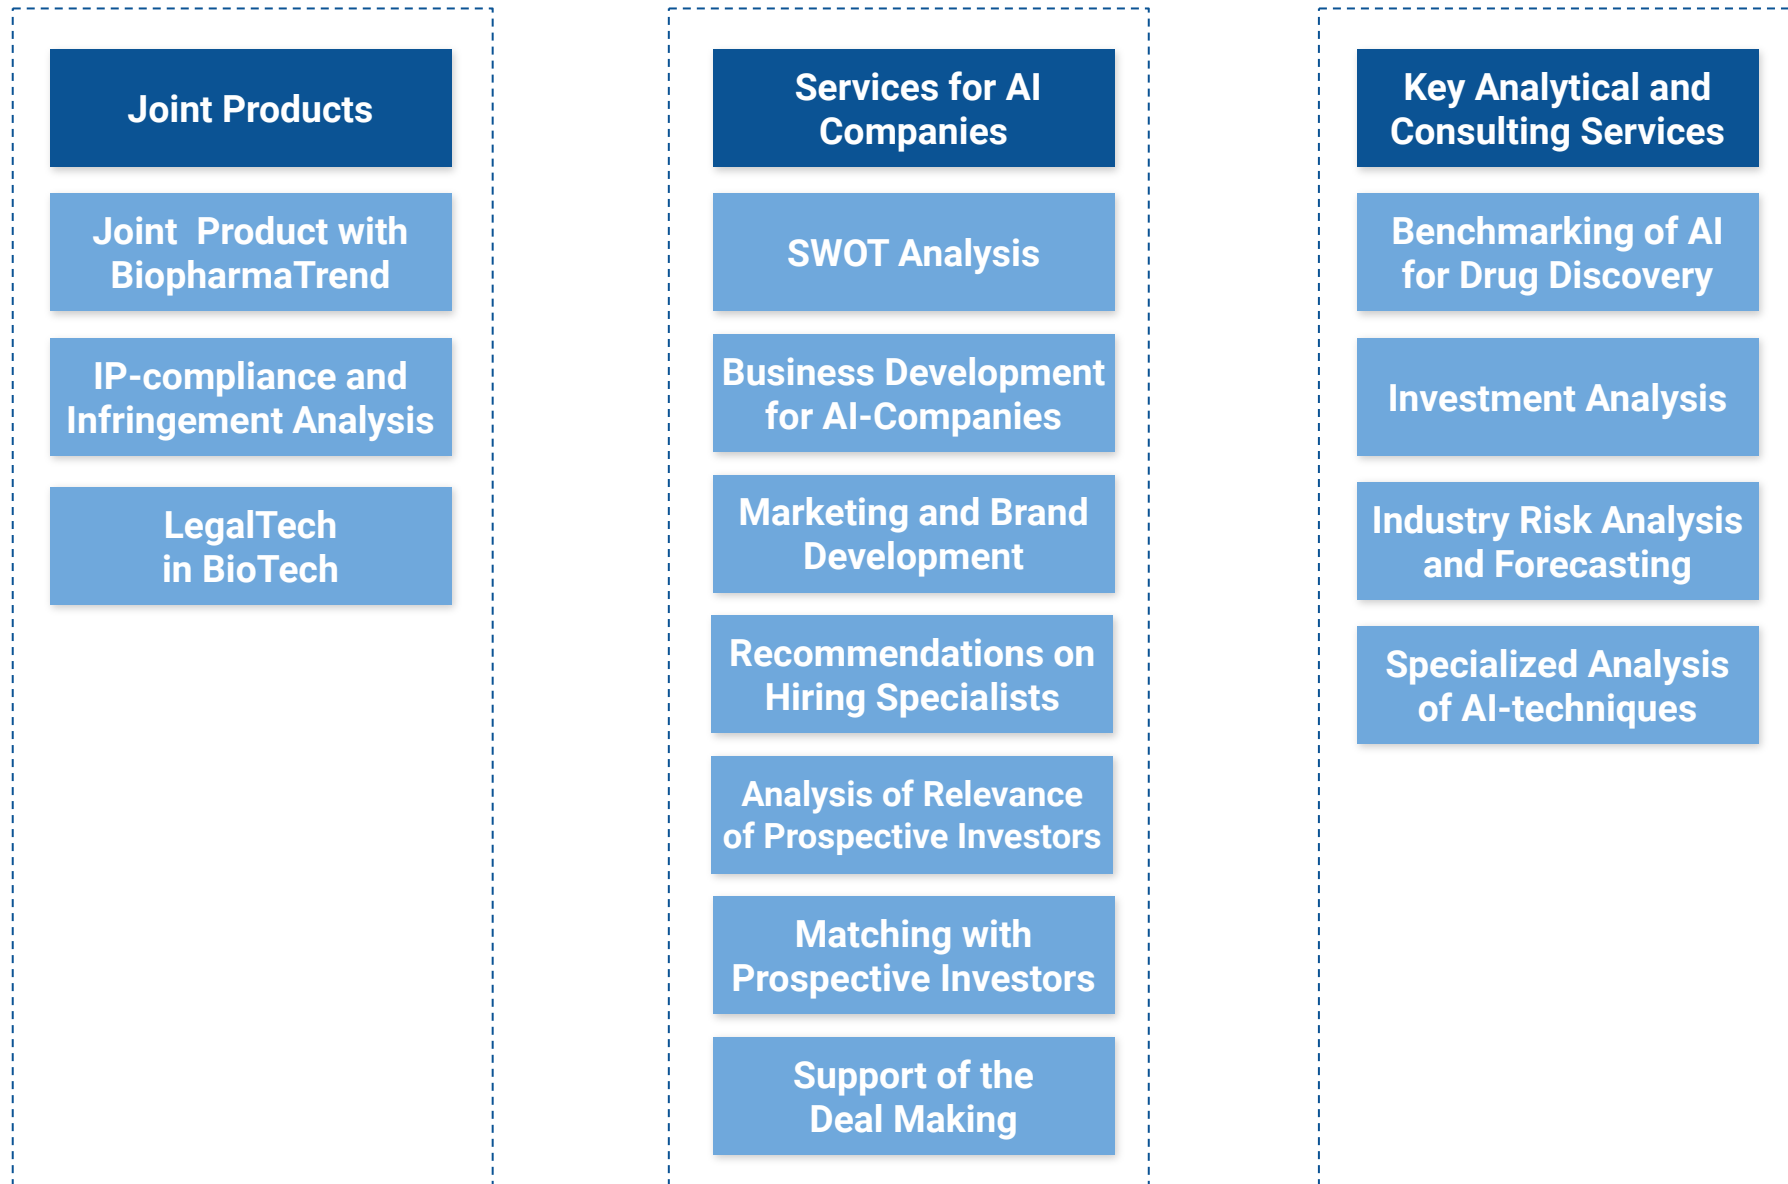 Joint Products
Joint  Product with
BiopharmaTrend
IP-compliance and
Infringement Analysis
LegalTech
in BioTech
Services for AI
Companies
SWOT Analysis
Business Development
for AI-Companies
Marketing and Brand
Development
Recommendations on
Hiring Specialists
Analysis of Relevance
of Prospective Investors
Matching with
Prospective Investors
Support of the
Deal Making
Key Analytical and
Consulting Services
Benchmarking of AI
for Drug Discovery
Investment Analysis
Industry Risk Analysis
and Forecasting
Specialized Analysis
of AI-techniques